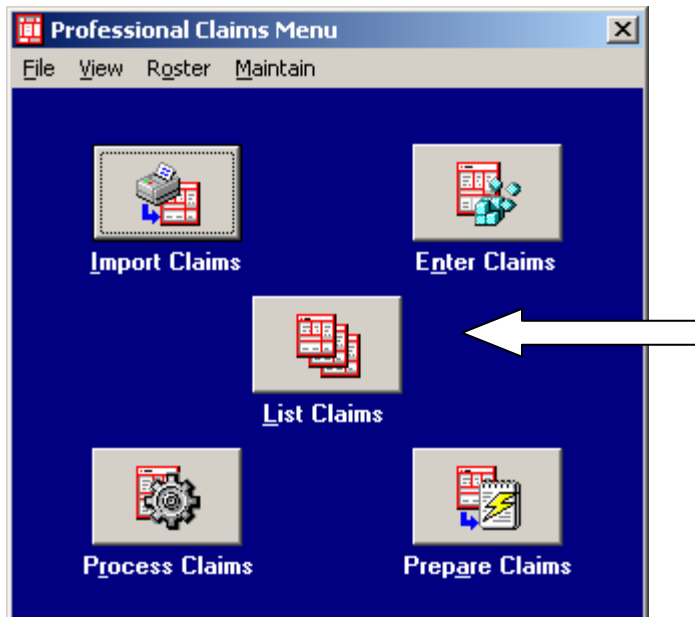 Professional Claims Menu
File View Roster Maintain
Import Claims Enter Claims
List Claims
Process Claims Prepare Claims